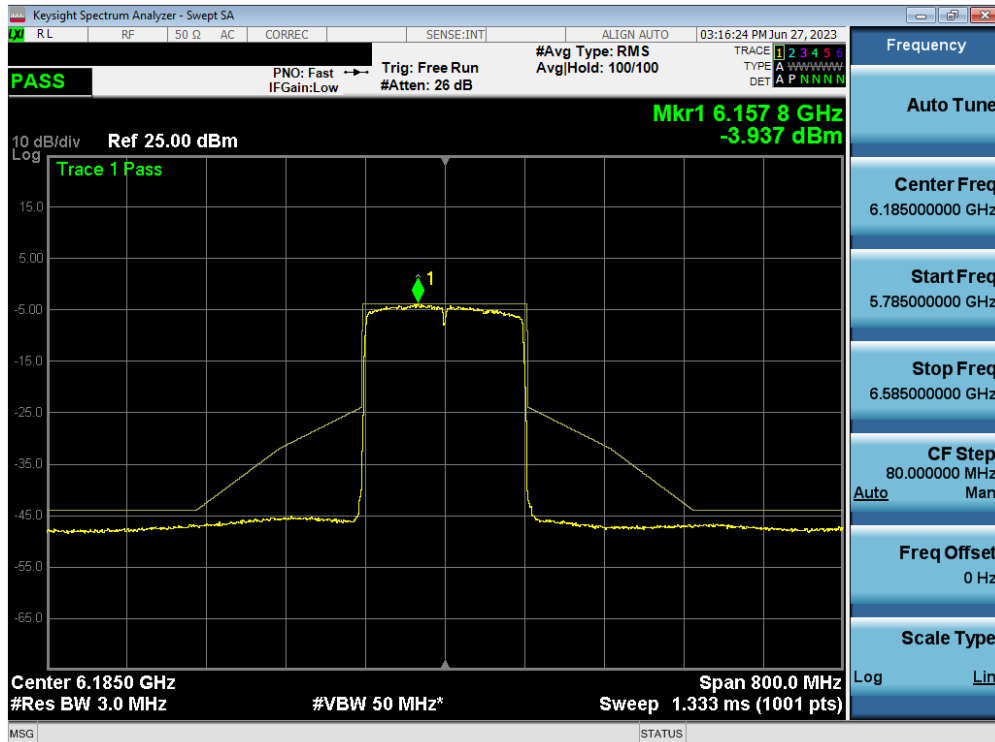 Keysight Spectrum Analyzer - Swept SA
LXI RL RF 50 Ω AC CORREC SENSE:INT ALIGN AUTO 03:16:24 PM Jun 27, 2023
PASS
PNO: Fast
IFGain:Low
Trig: Free Run
#Atten: 26 dB
#Avg Type: RMS
Avg|Hold: 100/100
TRACE 1 2 3 4 5 6
TYPE A WWWWW
DET A P N N N N
Mkr1 6.157 8 GHz
-3.937 dBm
10 dB/div Ref 25.00 dBm
Log
Trace 1 Pass
15.0
5.00
1
-5.00
-15.0
-25.0
-35.0
-45.0
-55.0
-65.0
Center 6.1850 GHz Span 800.0 MHz
#Res BW 3.0 MHz #VBW 50 MHz* Sweep 1.333 ms (1001 pts)
MSG STATUS
Frequency
Auto Tune
Center Freq
6.185000000 GHz
Start Freq
5.785000000 GHz
Stop Freq
6.585000000 GHz
CF Step
80.000000 MHz
Auto Man
Freq Offset
0 Hz
Scale Type
Log Lin